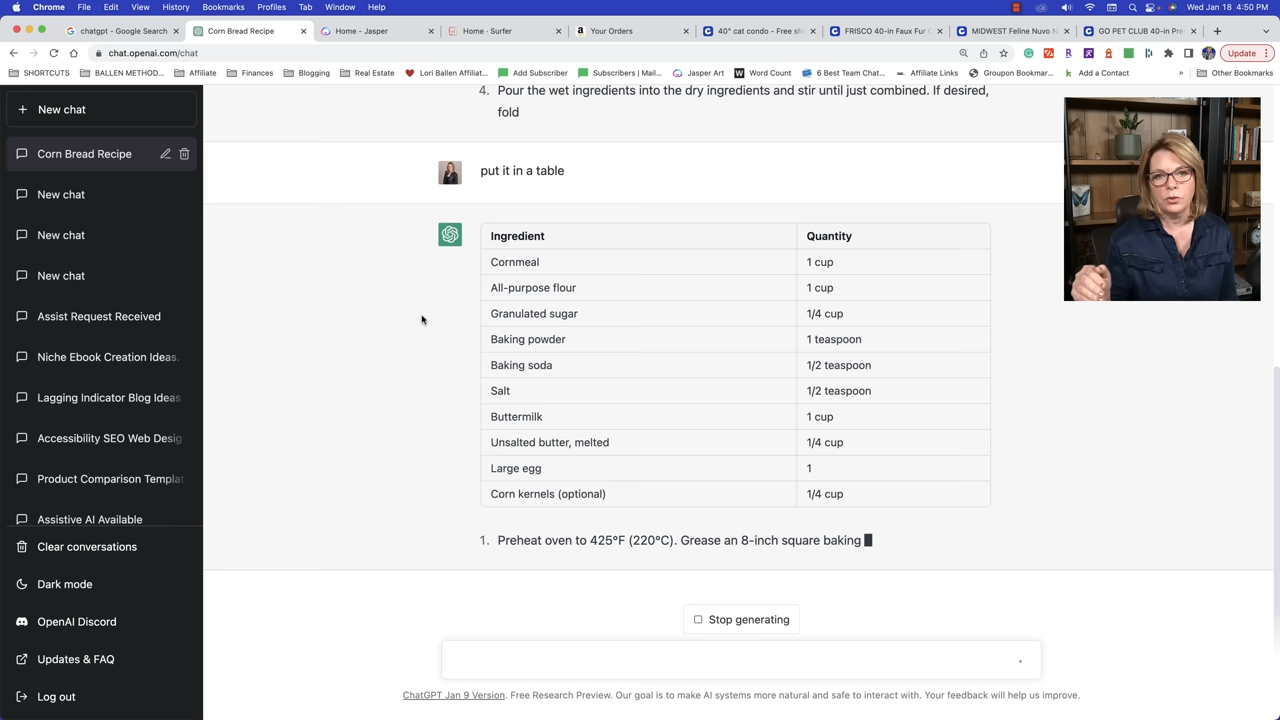 Chrome File Edit View History Bookmarks Profiles Tab Window Help Wed Jan 18 4:50 PM
chatgpt - Google Search Corn Bread Recipe Home - Jasper Home · Surfer Your Orders 40" cat condo - Free sh FRISCO 40-in Faux Fur MIDWEST Feline Nuvo N GO PET CLUB 40-in Pre
chat.openai.com/chat Update
SHORTCUTS BALLEN METHOD... Affiliate Finances Blogging Real Estate Lori Ballen Affiliat... Add Subscriber Subscribers | Mail... Jasper Art Word Count 6 Best Team Chat... Affiliate Links Groupon Bookmar... Add a Contact » Other Bookmarks
New chat
Corn Bread Recipe
New chat
New chat
New chat
Assist Request Received
Niche Ebook Creation Ideas.
Lagging Indicator Blog Ideas
Accessibility SEO Web Desig
Product Comparison Templat
Assistive AI Available
Clear conversations
Dark mode
OpenAI Discord
Updates & FAQ
Log out
4. Pour the wet ingredients into the dry ingredients and stir until just combined. If desired,
fold
put it in a table
Ingredient Quantity
Cornmeal 1 cup
All-purpose flour 1 cup
Granulated sugar 1/4 cup
Baking powder 1 teaspoon
Baking soda 1/2 teaspoon
Salt 1/2 teaspoon
Buttermilk 1 cup
Unsalted butter, melted 1/4 cup
Large egg 1
Corn kernels (optional) 1/4 cup
1. Preheat oven to 425°F (220°C). Grease an 8-inch square baking
Stop generating
ChatGPT Jan 9 Version. Free Research Preview. Our goal is to make AI systems more natural and safe to interact with. Your feedback will help us improve.